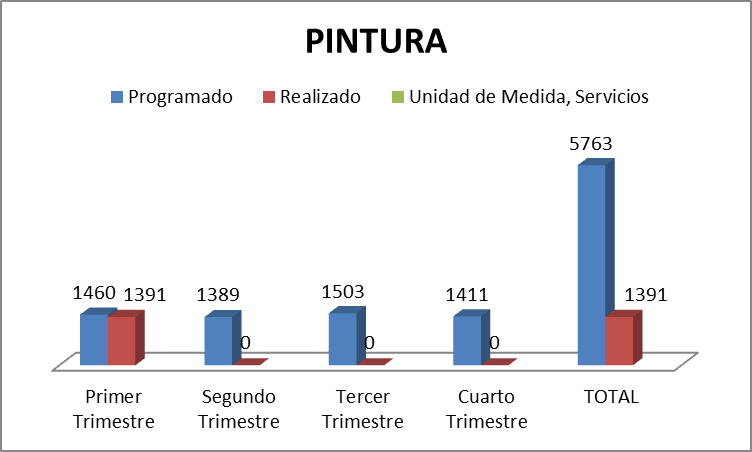 PINTURA
Programado Realizado Unidad de Medida, Servicios
5763
1460 1391 1389 1503 1411 1391
0 0 0
Primer Segundo Tercer Cuarto TOTAL
Trimestre Trimestre Trimestre Trimestre